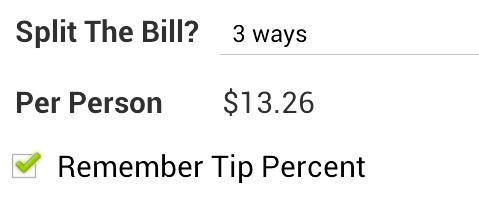 Split The Bill? 3 ways
Per Person $13.26
Remember Tip Percent